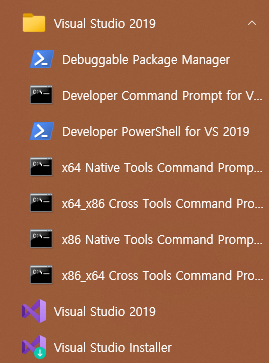 Visual Studio 2019
Debuggable Package Manager
Developer Command Prompt for V...
Developer PowerShell for VS 2019
x64 Native Tools Command Promp...
x64_x86 Cross Tools Command Pro...
x86 Native Tools Command Promp...
x86_x64 Cross Tools Command Pro...
Visual Studio 2019
Visual Studio Installer